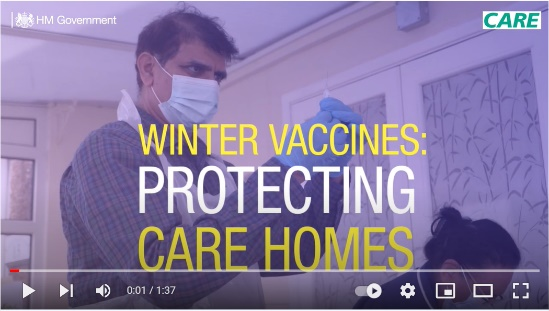 HM Government
CARE
WINTER VACCINES:
PROTECTING
CARE HOMES
0:01 / 1:37